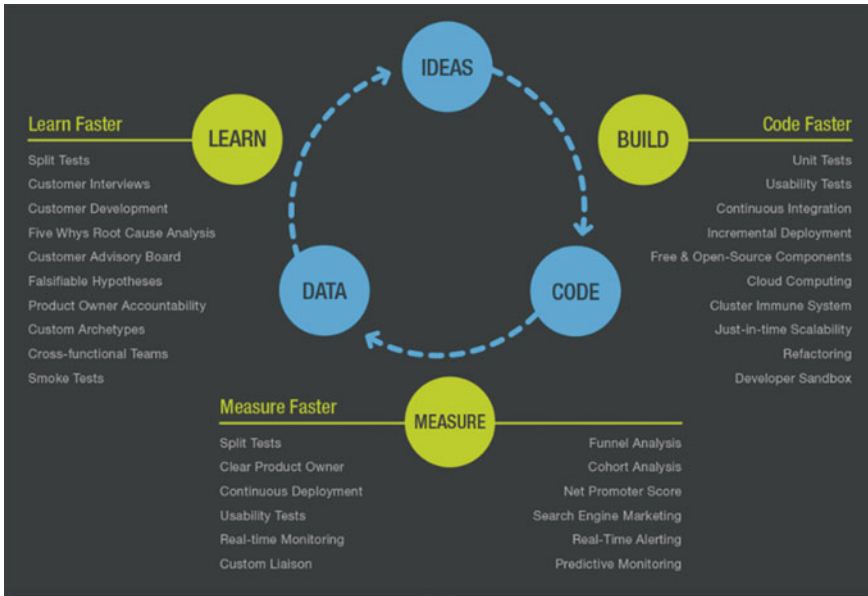 IDEAS
Learn Faster
LEARN
Split Tests
Customer Interviews
Customer Development
Five Whys Root Cause Analysis
Customer Advisory Board
Falsifiable Hypotheses
Product Owner Accountability
Custom Archetypes
Cross-functional Teams
Smoke Tests
BUILD
Code Faster
Unit Tests
Usability Tests
Continuous Integration
Incremental Deployment
Free & Open-Source Components
Cloud Computing
Cluster Immune System
Just-in-time Scalability
Refactoring
Developer Sandbox
DATA
CODE
Measure Faster
MEASURE
Split Tests
Clear Product Owner
Continuous Deployment
Usability Tests
Real-time Monitoring
Custom Liaison
Funnel Analysis
Cohort Analysis
Net Promoter Score
Search Engine Marketing
Real-Time Alerting
Predictive Monitoring